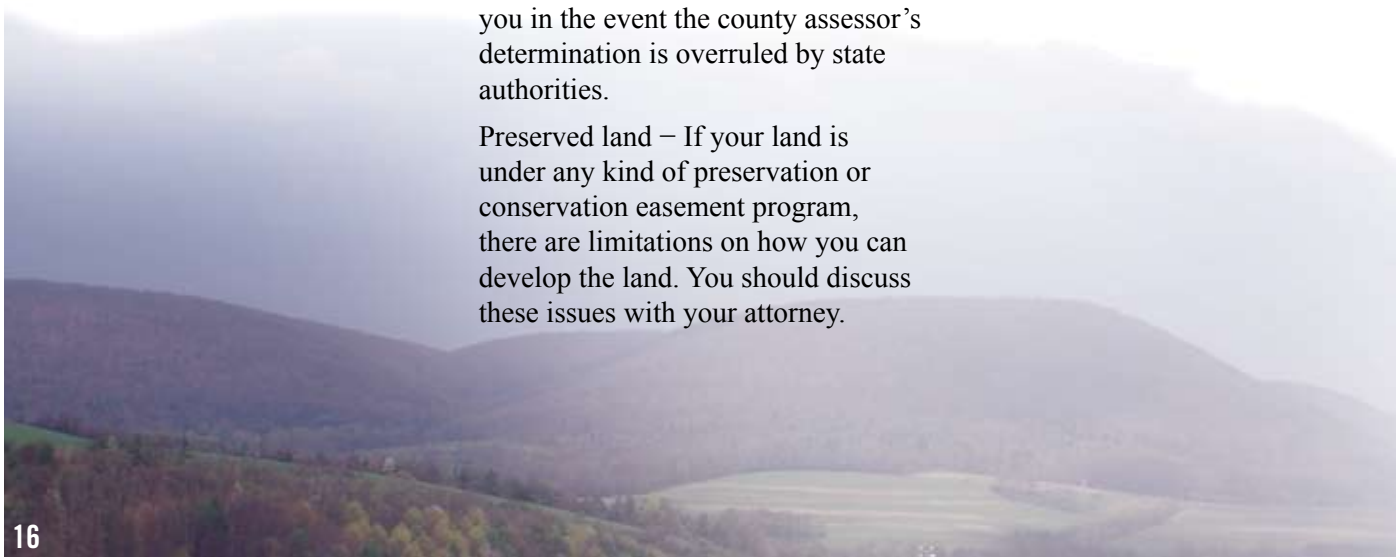 you in the event the county assessor’s
determination is overruled by state
authorities.
Preserved land − If your land is
under any kind of preservation or
conservation easement program,
there are limitations on how you can
develop the land. You should discuss
these issues with your attorney.
16